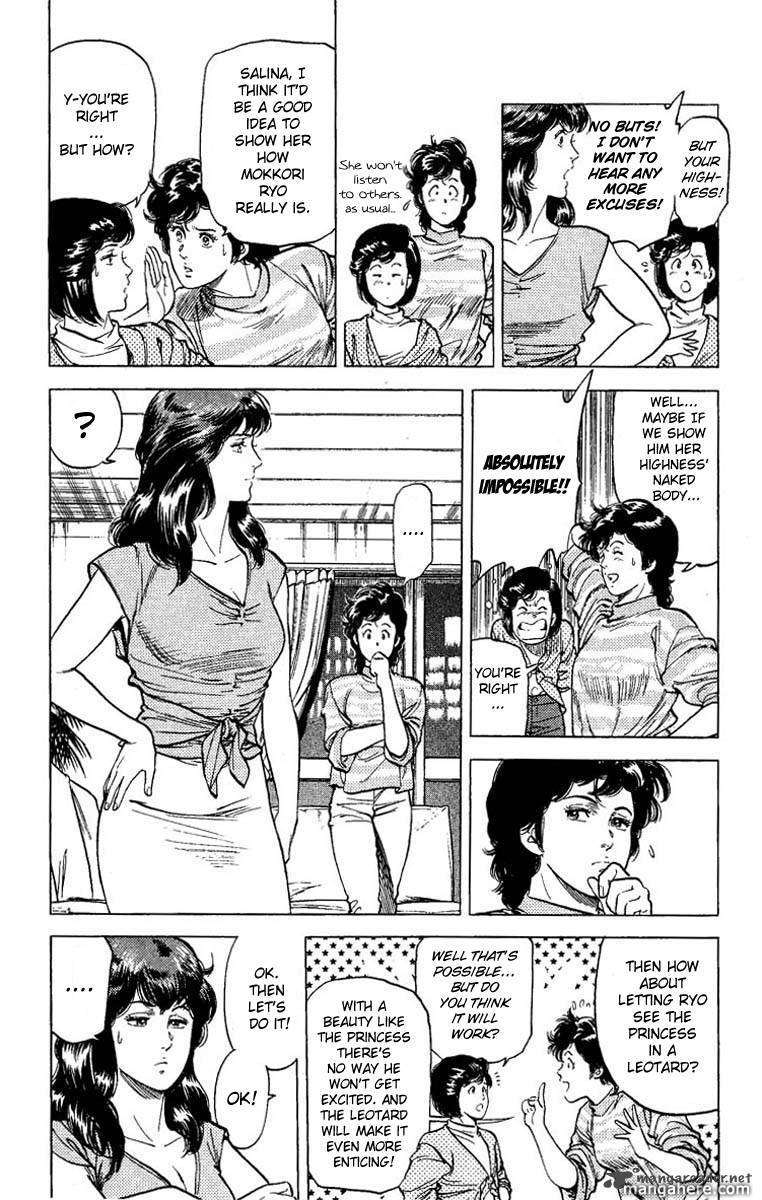 BUT
YOUR
HIGH-
NESS!
NO BUTS!
I DON'T
WANT TO
HEAR ANY
MORE
EXCUSES!
She won't
listen
to others.
as usual..
SALINA, I
THINK IT'D
BE A GOOD
IDEA TO
SHOW HER
HOW
MOKKORI
RYO
REALLY IS.
Y-YOU'RE
RIGHT
...
BUT HOW?
WELL...
MAYBE IF
WE SHOW
HIM HER
HIGHNESS'
NAKED
BODY...
ABSOLUTELY
IMPOSSIBLE!!
YOU'RE
RIGHT
...
....
?
THEN HOW
ABOUT
LETTING RYO
SEE THE
PRINCESS
IN A
LEOTARD?
WELL THAT'S
POSSIBLE...
BUT DO
YOU THINK
IT WILL
WORK?
WITH A
BEAUTY LIKE
THE PRINCESS
THERE'S
NO WAY HE
WON'T GET
EXCITED. AND
THE LEOTARD
WILL MAKE IT
EVEN MORE
ENTICING!
OK.
THEN
LET'S
DO IT!
OK!
....
mangareader.net
mangahere.com